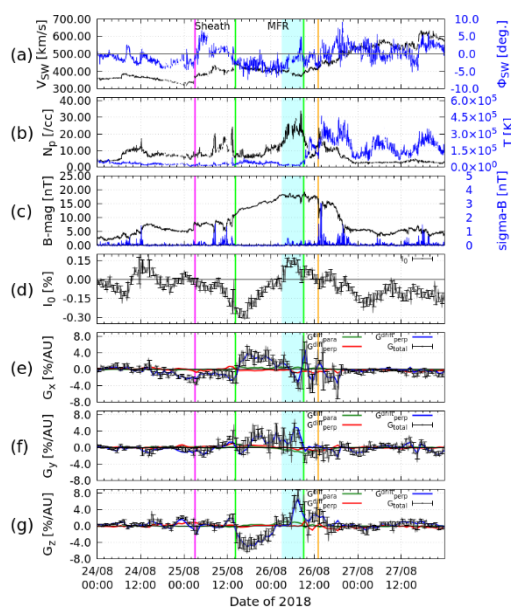 Sheath MFR
(a) V_SW [km/s] 700.00 600.00 500.00 400.00 300.00 10.0 5.0 0.0 -5.0 -10.0 Φ_SW [deg.]
(b) N_p [/cc] 40.00 30.00 20.00 10.00 0.00 6.0×10^5 4.5×10^5 3.0×10^5 1.5×10^5 0.0×10^0 T [K]
(c) B-mag [nT] 25.00 20.00 15.00 10.00 5.00 0.00 5 4 3 2 1 0 sigma-B [nT]
(d) I_0 [%] 0.15 0.00 -0.15 -0.30 I_0
(e) G_x [%/AU] 8.0 4.0 0.0 -4.0 -8.0 G^diff_para G^diff_perp G^diff_perp G_total
(f) G_y [%/AU] 8.0 4.0 0.0 -4.0 -8.0 G^diff_para G^diff_perp G^diff_perp G_total
(g) G_z [%/AU] 8.0 4.0 0.0 -4.0 -8.0 G^diff_para G^diff_perp G^diff_perp G_total
24/08 24/08 25/08 25/08 26/08 26/08 27/08 27/08
00:00 12:00 00:00 12:00 00:00 12:00 00:00 12:00
Date of 2018